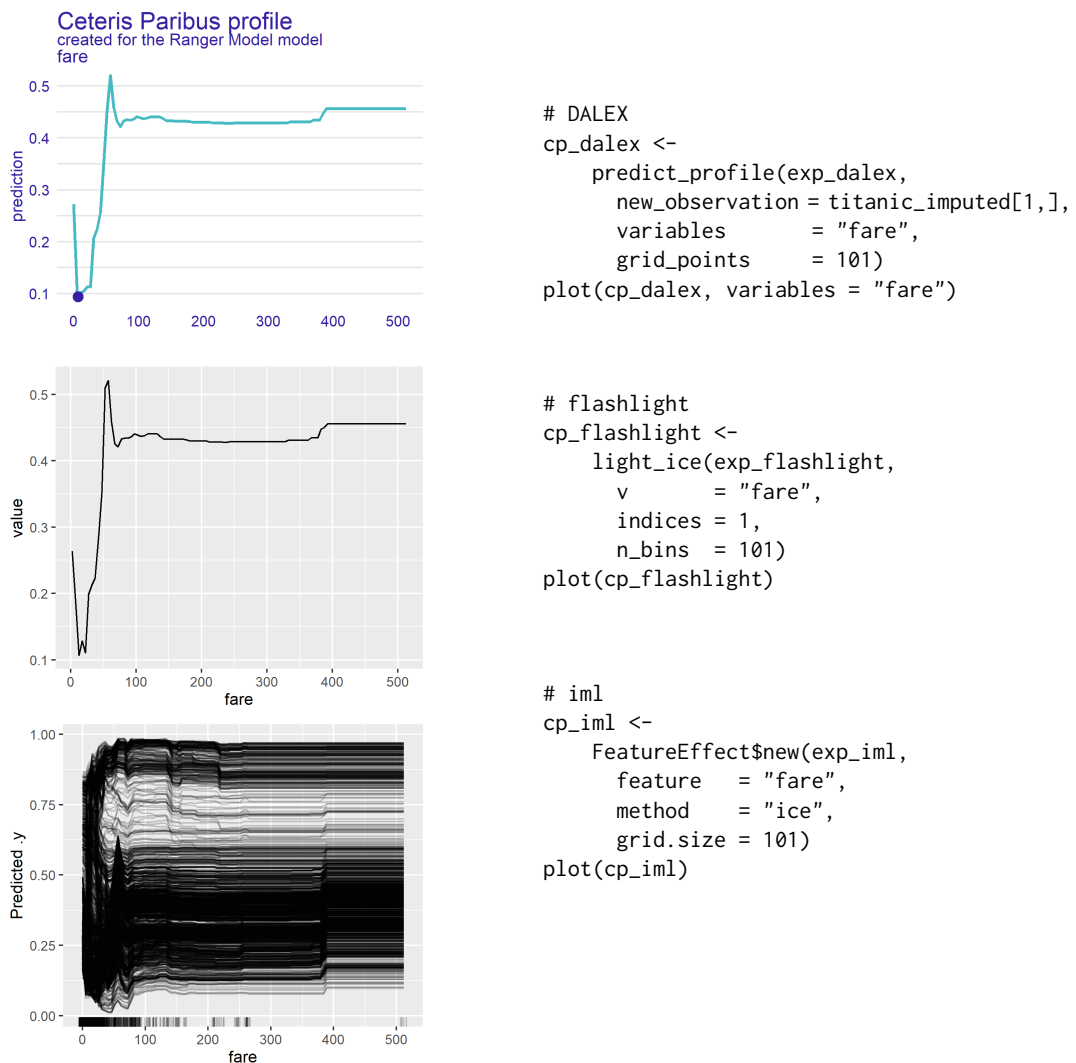 Ceteris Paribus profile
created for the Ranger Model model
fare
0.5
0.4
0.3
0.2
0.1
prediction
0 100 200 300 400 500
# DALEX
cp_dalex <-
predict_profile(exp_dalex,
new_observation = titanic_imputed[1,],
variables = "fare",
grid_points = 101)
plot(cp_dalex, variables = "fare")
0.5
0.4
0.3
0.2
0.1
value
0 100 200 300 400 500
fare
# flashlight
cp_flashlight <-
light_ice(exp_flashlight,
v = "fare",
indices = 1,
n_bins = 101)
plot(cp_flashlight)
1.00
0.75
0.50
0.25
0.00
Predicted .y
0 100 200 300 400 500
fare
# iml
cp_iml <-
FeatureEffect$new(exp_iml,
feature = "fare",
method = "ice",
grid.size = 101)
plot(cp_iml)